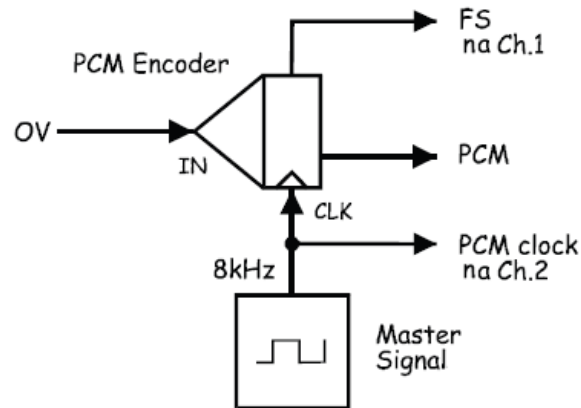 FS
na Ch.1
PCM Encoder
OV
IN
PCM
CLK
8kHz
PCM clock
na Ch.2
Master
Signal